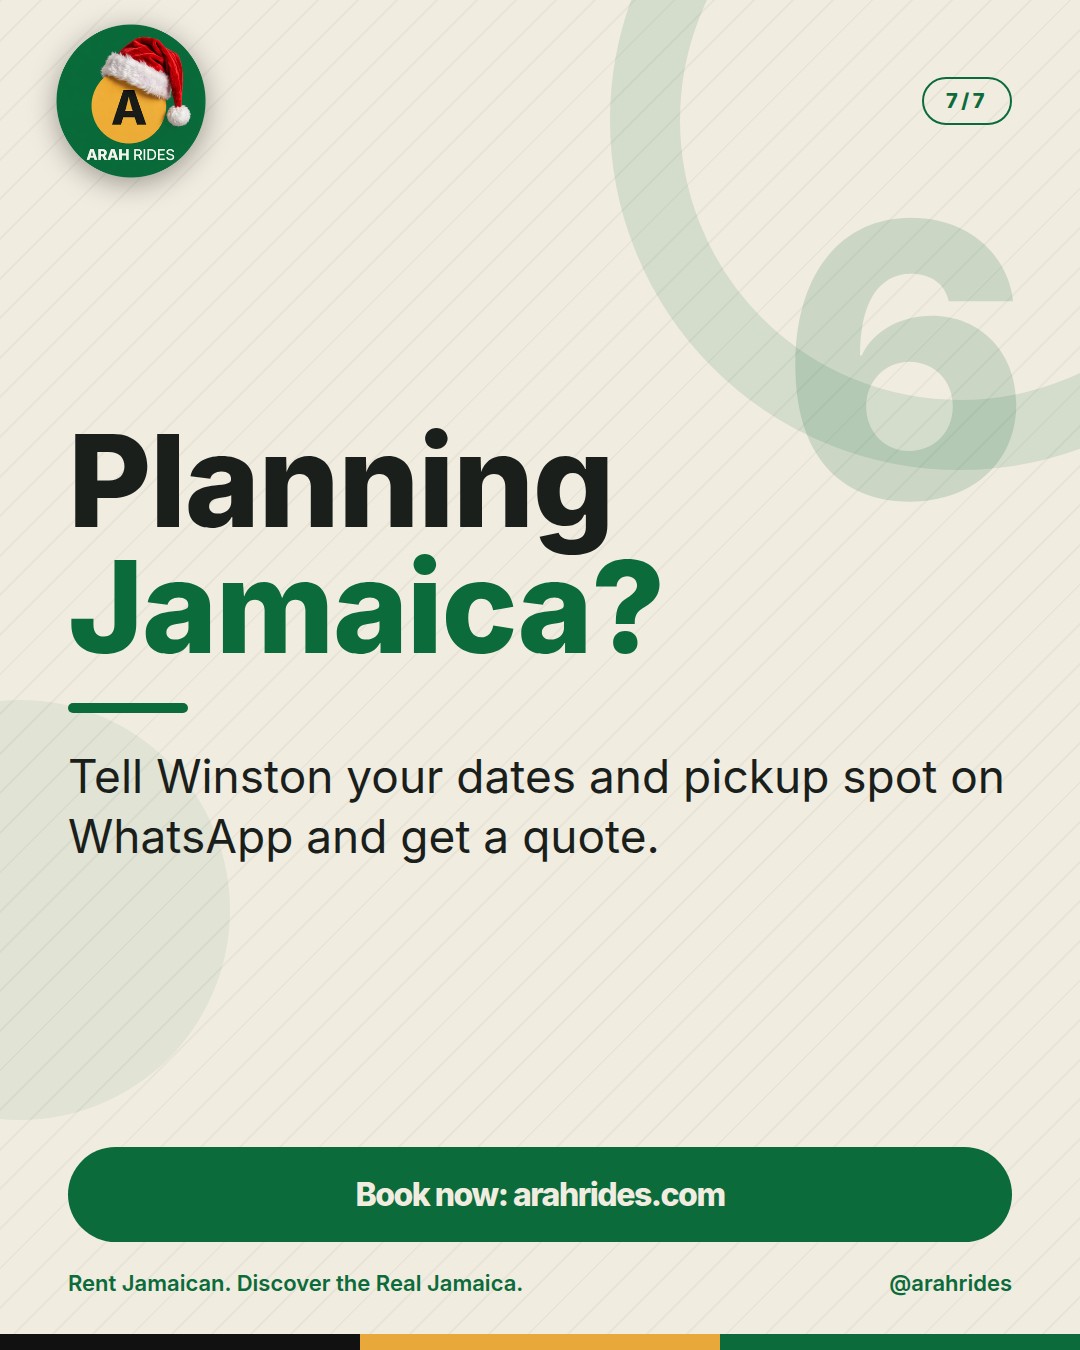 A
ARAH RIDES
7/7
6
Planning
Jamaica?
Tell Winston your dates and pickup spot on
WhatsApp and get a quote.
Book now: arahrides.com
Rent Jamaican. Discover the Real Jamaica.
@arahrides